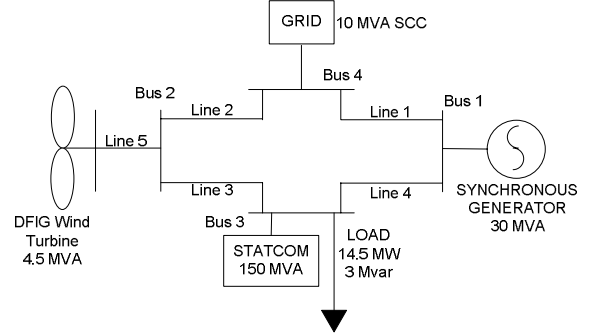 GRID
10 MVA SCC
Bus 4
Bus 2
Line 2
Line 1
Bus 1
Line 5
Line 3
Line 4
Bus 3
DFIG Wind
Turbine
4.5 MVA
STATCOM
150 MVA
LOAD
14.5 MW
3 Mvar
SYNCHRONOUS
GENERATOR
30 MVA